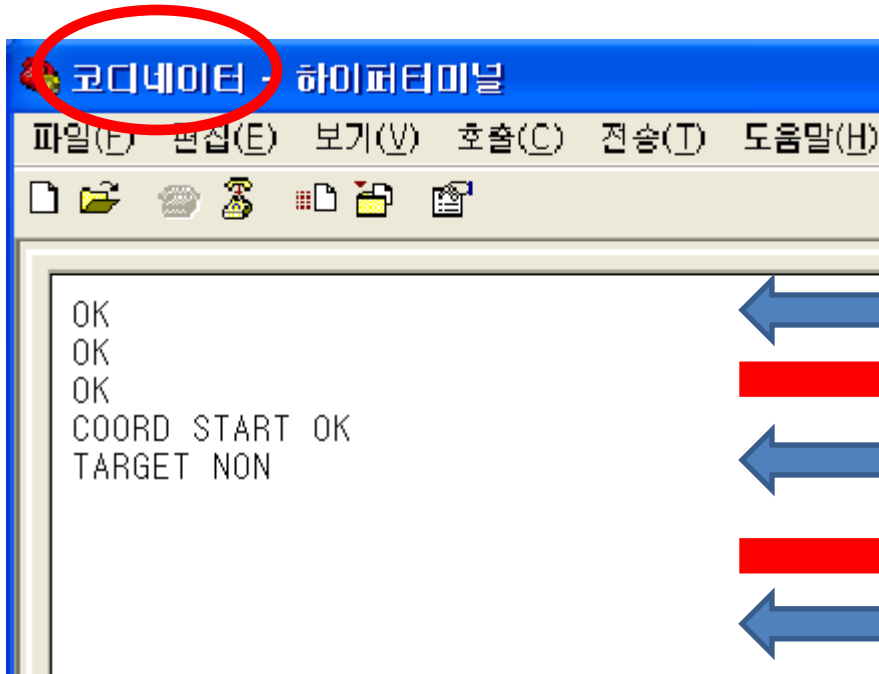 코디네이터 - 하이퍼터미널
파일(F) 편집(E) 보기(V) 호출(C) 전송(T) 도움말(H)
OK
OK
OK
COORD START OK
TARGET NON